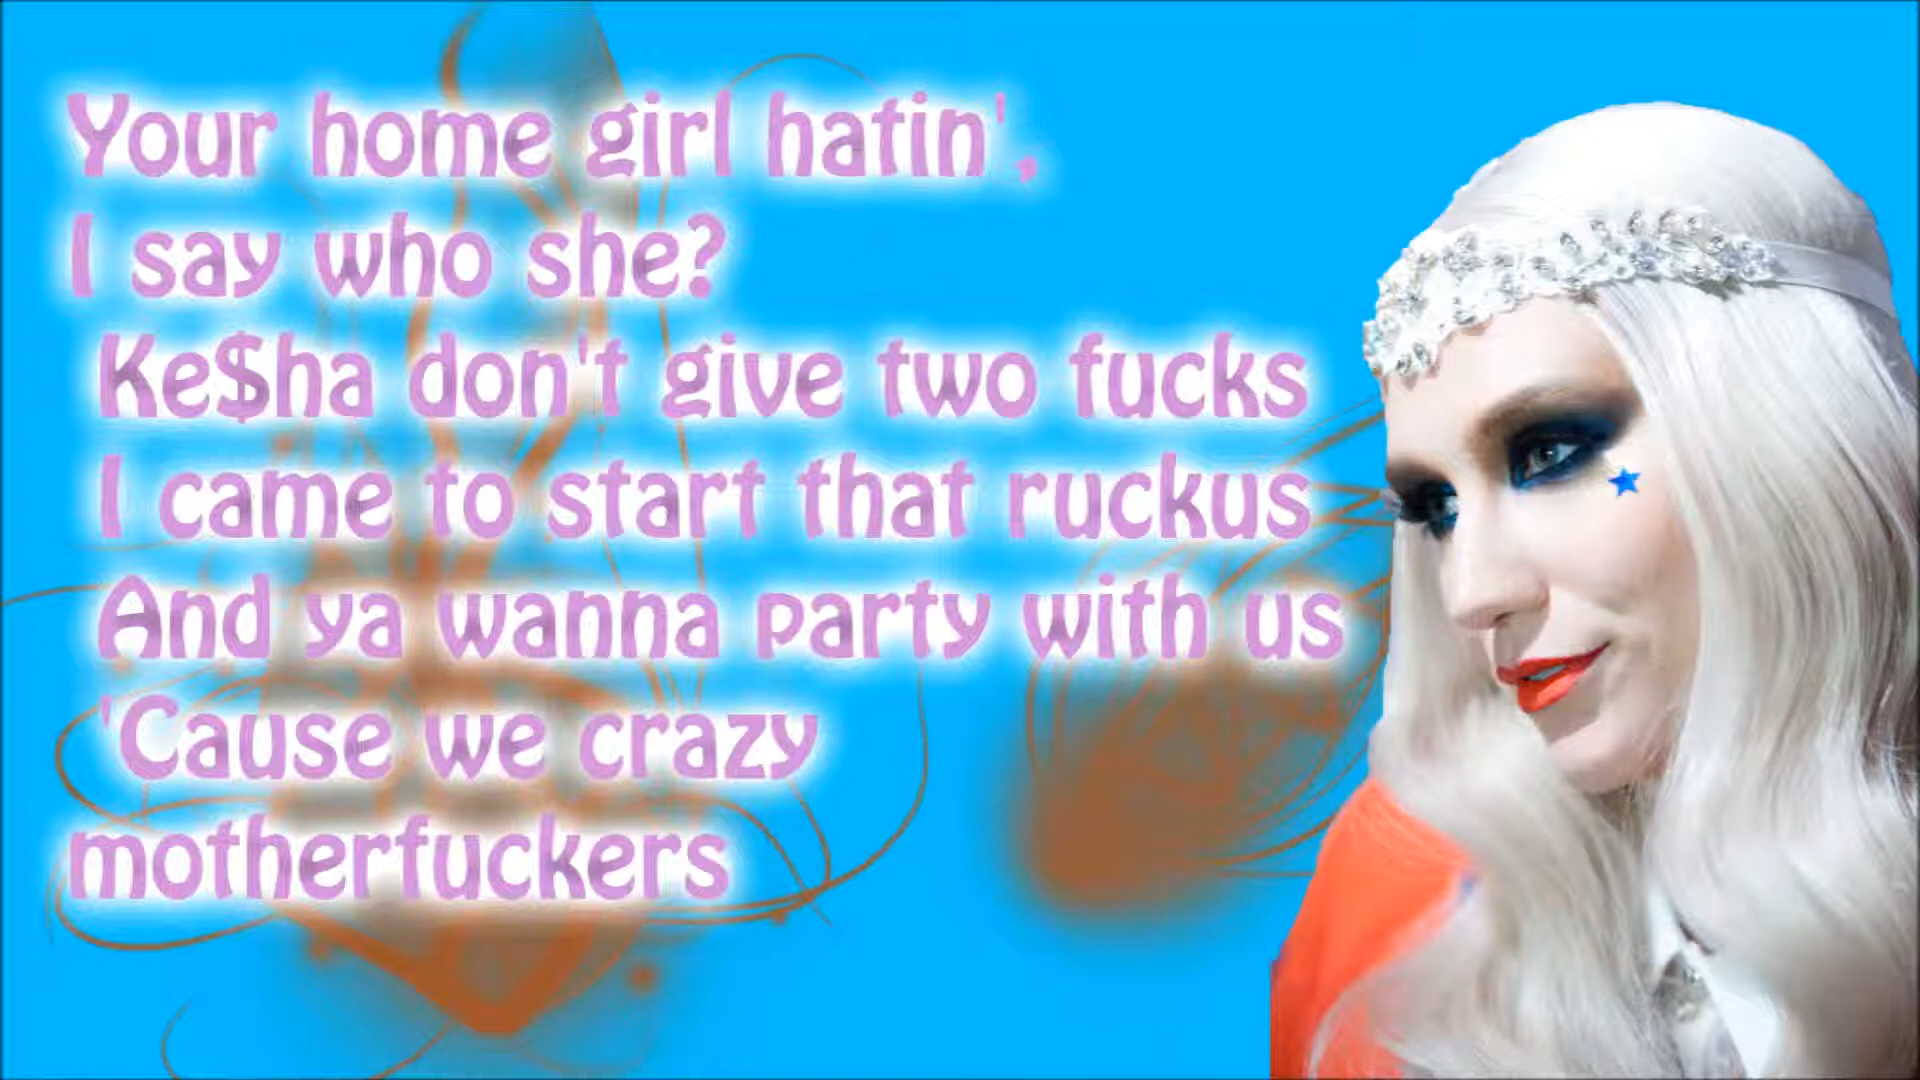 Your home girl hatin',
I say who she?
Ke$ha don't give two fucks
I came to start that ruckus
And ya wanna party with us
'Cause we crazy
motherfuckers